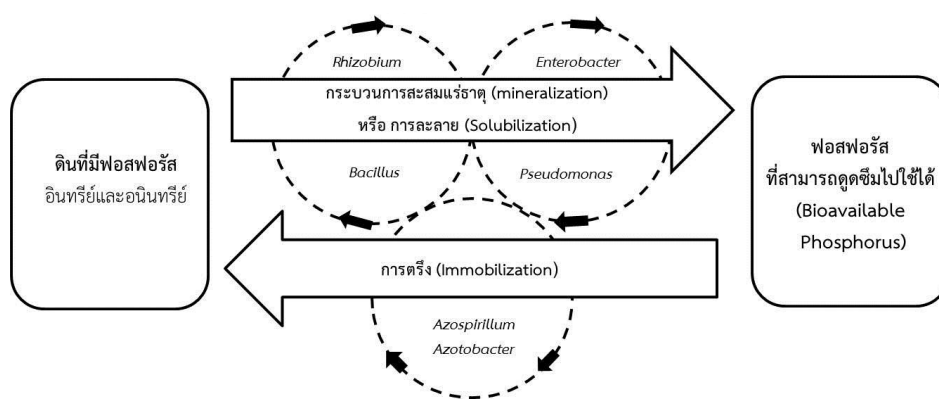 Rhizobium
Enterobacter
กระบวนการสะสมแร่ธาตุ (mineralization)
หรือ การละลาย (Solubilization)
ดินที่มีฟอสฟอรัส
อินทรีย์และอนินทรีย์
Bacillus
Pseudomonas
ฟอสฟอรัส
ที่สามารถดูดซึมไปใช้ได้
(Bioavailable
Phosphorus)
การตรึง (Immobilization)
Azospirillum
Azotobacter